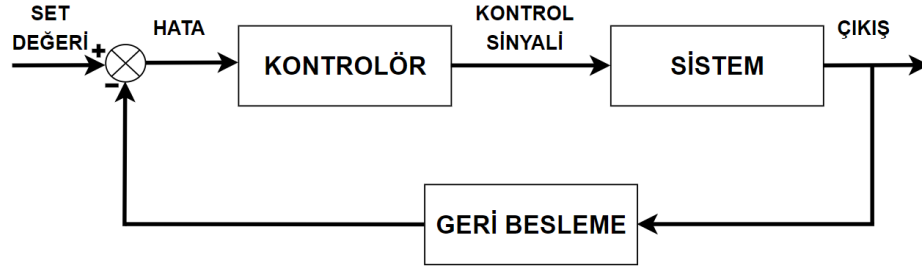 SET
DEĞERİ
+
−
HATA
KONTROLÖR
KONTROL
SİNYALİ
SİSTEM
ÇIKIŞ
GERİ BESLEME